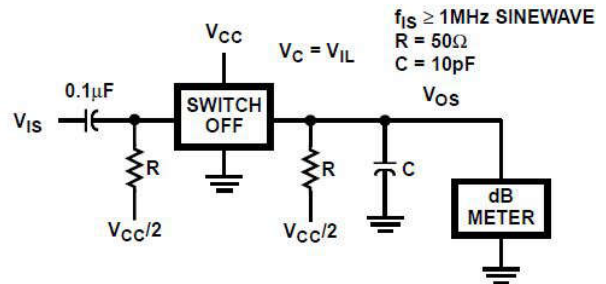 f_IS ≥ 1MHz SINEWAVE
R = 50Ω
C = 10pF
V_CC
V_C = V_IL
0.1μF
SWITCH
OFF
V_OS
V_IS
R
R
C
dB
METER
V_CC/2
V_CC/2